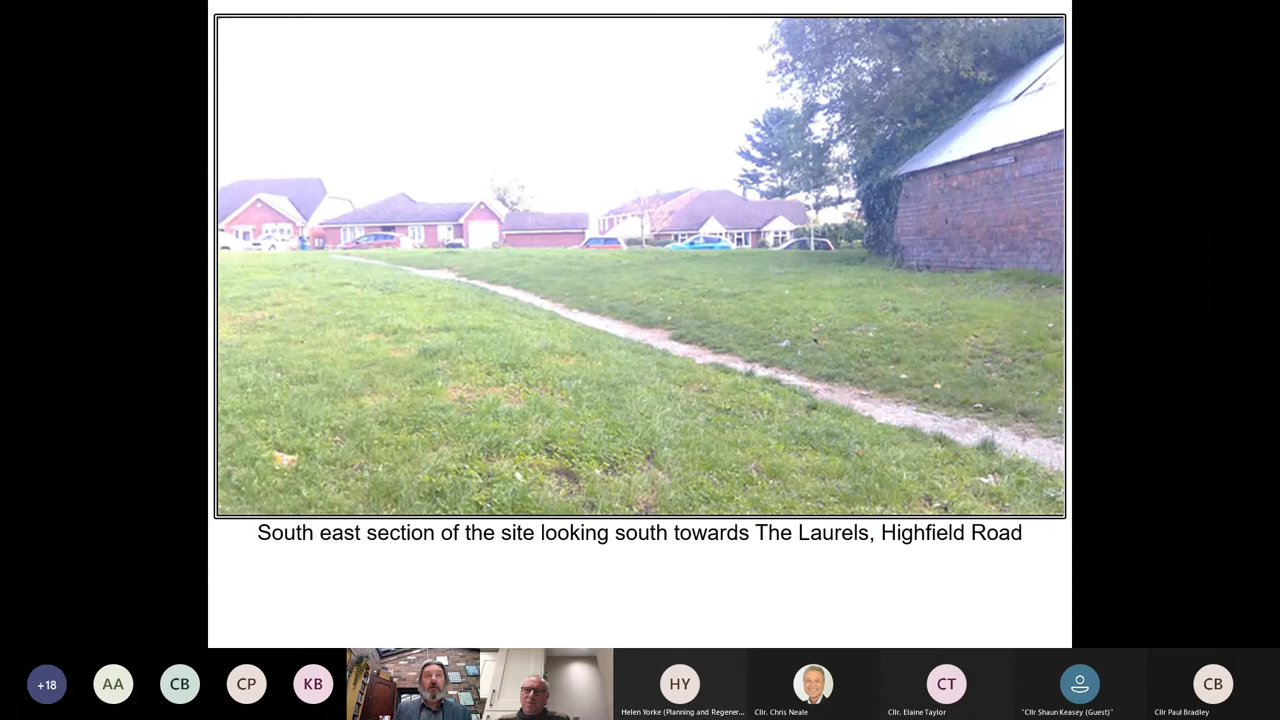 South east section of the site looking south towards The Laurels, Highfield Road
+18
AA
CB
CP
KB
HY
Helen Yorke (Planning and Regener...
Cllr. Chris Neale
CT
Cllr. Elaine Taylor
"Cllr Shaun Keasey (Guest)"
CB
Cllr Paul Bradley